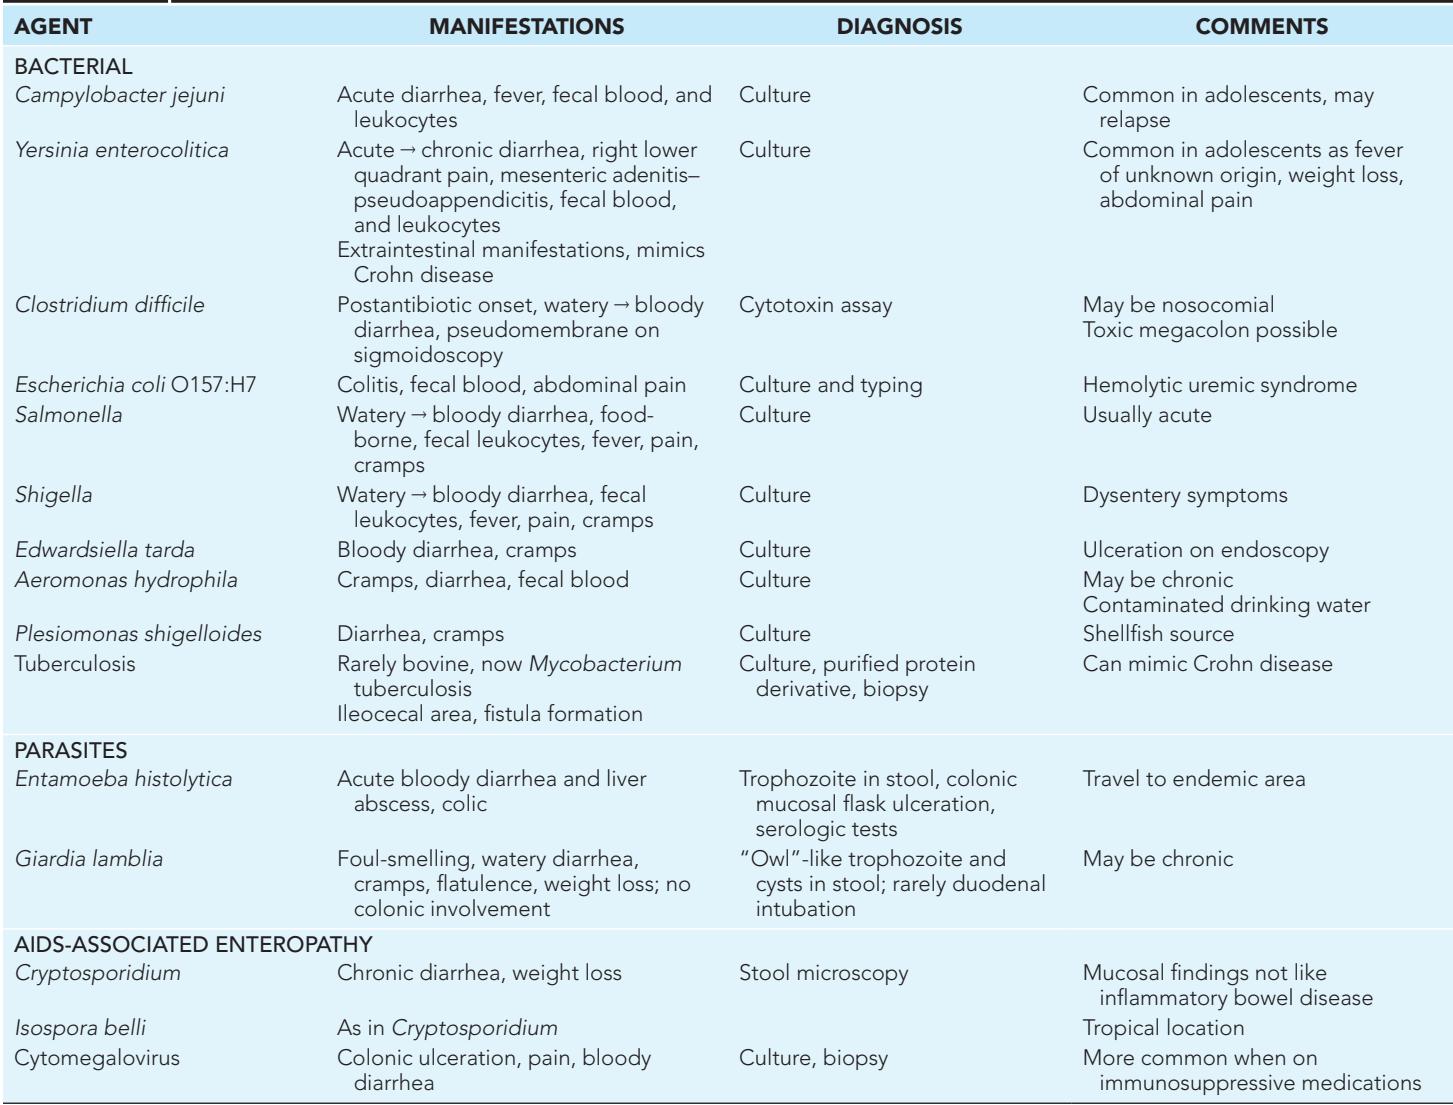 AGENT MANIFESTATIONS DIAGNOSIS COMMENTS
BACTERIAL
Campylobacter jejuni Acute diarrhea, fever, fecal blood, and Culture Common in adolescents, may
leukocytes relapse
Yersinia enterocolitica Acute → chronic diarrhea, right lower Culture Common in adolescents as fever
quadrant pain, mesenteric adenitis– of unknown origin, weight loss,
pseudoappendicitis, fecal blood, abdominal pain
and leukocytes
Extraintestinal manifestations, mimics
Crohn disease
Clostridium difficile Postantibiotic onset, watery → bloody Cytotoxin assay May be nosocomial
diarrhea, pseudomembrane on Toxic megacolon possible
sigmoidoscopy
Escherichia coli O157:H7 Colitis, fecal blood, abdominal pain Culture and typing Hemolytic uremic syndrome
Salmonella Watery → bloody diarrhea, food- Culture Usually acute
borne, fecal leukocytes, fever, pain,
cramps
Shigella Watery → bloody diarrhea, fecal Culture Dysentery symptoms
leukocytes, fever, pain, cramps
Edwardsiella tarda Bloody diarrhea, cramps Culture Ulceration on endoscopy
Aeromonas hydrophila Cramps, diarrhea, fecal blood Culture May be chronic
Contaminated drinking water
Plesiomonas shigelloides Diarrhea, cramps Culture Shellfish source
Tuberculosis Rarely bovine, now Mycobacterium Culture, purified protein Can mimic Crohn disease
tuberculosis derivative, biopsy
Ileocecal area, fistula formation
PARASITES
Entamoeba histolytica Acute bloody diarrhea and liver Trophozoite in stool, colonic Travel to endemic area
abscess, colic mucosal flask ulceration,
serologic tests
Giardia lamblia Foul-smelling, watery diarrhea, “Owl”-like trophozoite and May be chronic
cramps, flatulence, weight loss; no cysts in stool; rarely duodenal
colonic involvement intubation
AIDS-ASSOCIATED ENTEROPATHY
Cryptosporidium Chronic diarrhea, weight loss Stool microscopy Mucosal findings not like
inflammatory bowel disease
Isospora belli As in Cryptosporidium Tropical location
Cytomegalovirus Colonic ulceration, pain, bloody Culture, biopsy More common when on
diarrhea immunosuppressive medications